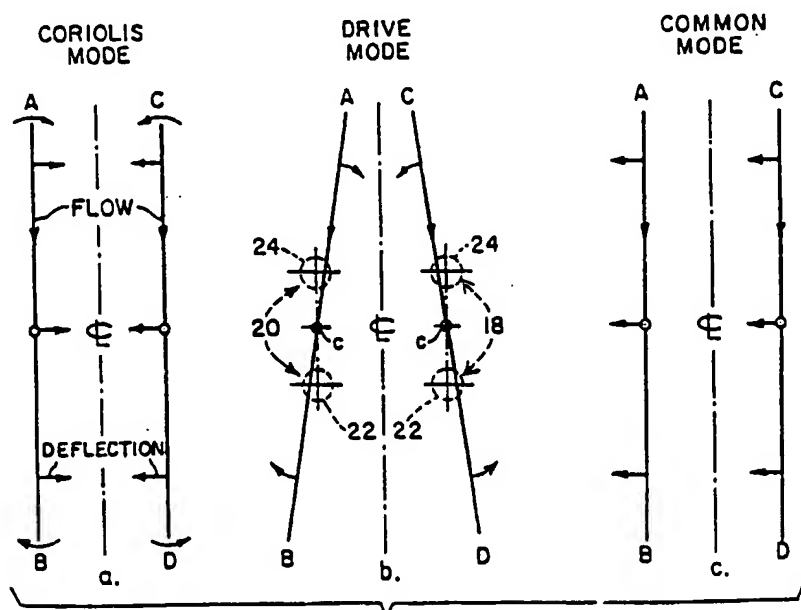 CORIOLIS MODE
DRIVE MODE
COMMON MODE
A
C
FLOW
℄
DEFLECTION
B
D
a.
A
C
24
24
20
c
℄
c
18
22
22
B
D
b.
A
C
℄
B
D
c.